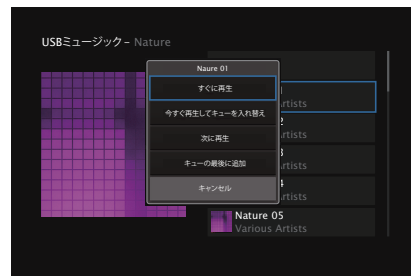 USBミュージック – Nature
Naure 01
すぐに再生
今すぐ再生してキューを入れ替え
次に再生
キューの最後に追加
キャンセル
Nature 05
Various Artists